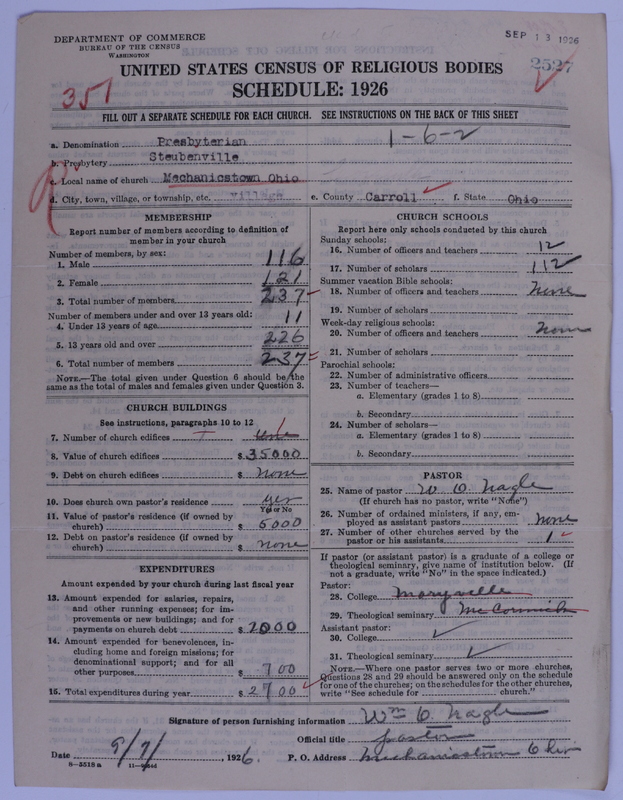 DEPARTMENT OF COMMERCE
BUREAU OF THE CENSUS
WASHINGTON
SEP 13 1926
2527
UNITED STATES CENSUS OF RELIGIOUS BODIES
SCHEDULE: 1926
351
FILL OUT A SEPARATE SCHEDULE FOR EACH CHURCH. SEE INSTRUCTIONS ON THE BACK OF THIS SHEET
1-6-2
a. Denomination Presbyterian
b. Presbytery Steubenville
c. Local name of church Mechanicstown Ohio
d. City, town, village, or township, etc. village e. County Carroll f. State Ohio
MEMBERSHIP
Report number of members according to definition of
member in your church
Number of members, by sex:
1. Male 116
2. Female 121
3. Total number of members 237
Number of members under and over 13 years old:
4. Under 13 years of age 11
5. 13 years old and over 226
6. Total number of members 237
NOTE.—The total given under Question 6 should be the
same as the total of males and females given under Question 3.
CHURCH BUILDINGS
See instructions, paragraphs 10 to 12
7. Number of church edifices one
8. Value of church edifices $ 35000
9. Debt on church edifices $ None
10. Does church own pastor's residence yes
Yes or No
11. Value of pastor's residence (if owned by
church) $ 5000
12. Debt on pastor's residence (if owned by
church) $ none
EXPENDITURES
Amount expended by your church during last fiscal year
13. Amount expended for salaries, repairs,
and other running expenses; for im-
provements or new buildings; and for
payments on church debt $ 2000
14. Amount expended for benevolences, in-
cluding home and foreign missions; for
denominational support; and for all
other purposes $ 700
15. Total expenditures during year $ 2700
CHURCH SCHOOLS
Report here only schools conducted by this church
Sunday schools:
16. Number of officers and teachers 12
17. Number of scholars 112
Summer vacation Bible schools:
18. Number of officers and teachers None
19. Number of scholars
Week-day religious schools:
20. Number of officers and teachers None
21. Number of scholars
Parochial schools:
22. Number of administrative officers
23. Number of teachers—
a. Elementary (grades 1 to 8)
b. Secondary
24. Number of scholars—
a. Elementary (grades 1 to 8)
b. Secondary
PASTOR
25. Name of pastor W. O. Nagle
(If church has no pastor, write "None")
26. Number of ordained ministers, if any, em-
ployed as assistant pastors None
27. Number of other churches served by the
pastor or his assistants 1
If pastor (or assistant pastor) is a graduate of a college or
theological seminary, give name of institution below. (If
not a graduate, write "No" in the space indicated.)
Pastor:
28. College Maryville
29. Theological seminary McCormick
Assistant pastor:
30. College
31. Theological seminary
NOTE.—Where one pastor serves two or more churches,
Questions 28 and 29 should be answered only on the schedule
for one of the churches; on the schedules for the other churches,
write "See schedule for church."
Signature of person furnishing information Wm O. Nagle
Official title pastor
Date 9/7/, 1926. P. O. Address Mechanicstown Ohio
8-5518 a